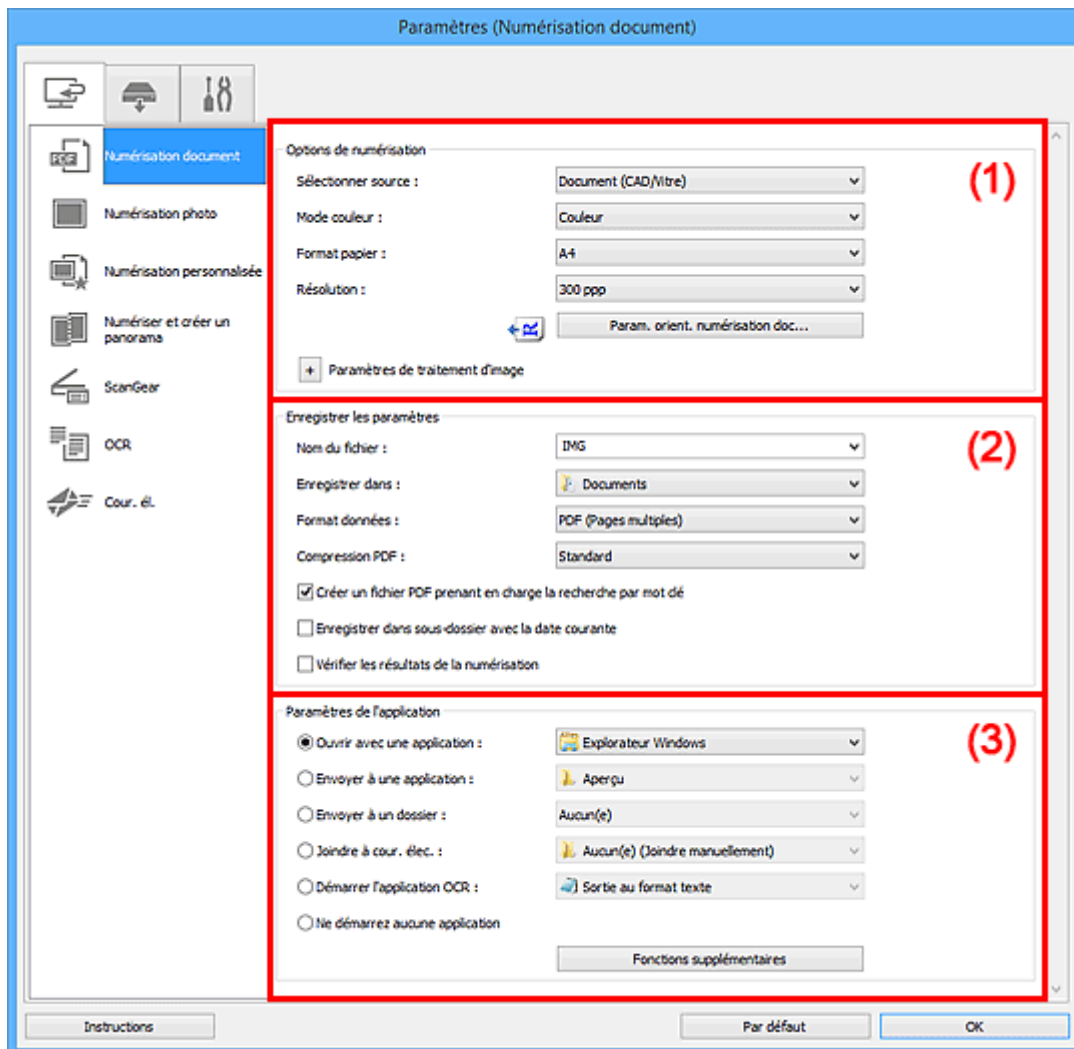 Paramètres (Numérisation document)
PDF
Numérisation document
Numérisation photo
Numérisation personnalisée
Numériser et créer un
panorama
ScanGear
OCR
Cour. él.
Options de numérisation
(1)
Sélectionner source : Document (CAD/Vitre)
Mode couleur : Couleur
Format papier : A4
Résolution : 300 ppp
R Param. orient. numérisation doc...
+ Paramètres de traitement d'image
Enregistrer les paramètres
(2)
Nom du fichier : IMG
Enregistrer dans : Documents
Format données : PDF (Pages multiples)
Compression PDF : Standard
Créer un fichier PDF prenant en charge la recherche par mot clé
Enregistrer dans sous-dossier avec la date courante
Vérifier les résultats de la numérisation
Paramètres de l'application
(3)
Ouvrir avec une application : Explorateur Windows
Envoyer à une application : Aperçu
Envoyer à un dossier : Aucun(e)
Joindre à cour. élec. : Aucun(e) (Joindre manuellement)
Démarrer l'application OCR : Sortie au format texte
Ne démarrez aucune application
Fonctions supplémentaires
Instructions Par défaut OK